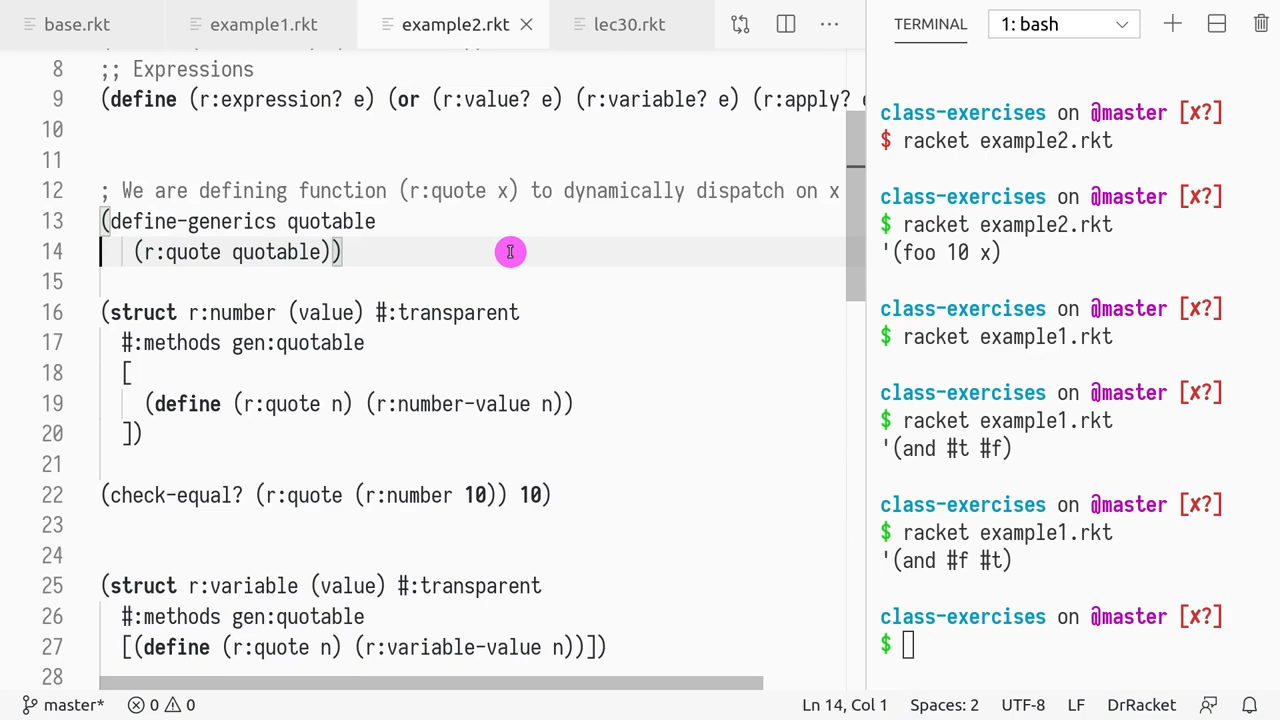 base.rkt
example1.rkt
example2.rkt
lec30.rkt
TERMINAL
1: bash
8 ;; Expressions
9 (define (r:expression? e) (or (r:value? e) (r:variable? e) (r:apply? e
10
11
12 ; We are defining function (r:quote x) to dynamically dispatch on x
13 (define-generics quotable
14 (r:quote quotable))
15
16 (struct r:number (value) #:transparent
17 #:methods gen:quotable
18 [
19 (define (r:quote n) (r:number-value n))
20 ])
21
22 (check-equal? (r:quote (r:number 10)) 10)
23
24
25 (struct r:variable (value) #:transparent
26 #:methods gen:quotable
27 [(define (r:quote n) (r:variable-value n))])
28
class-exercises on @master [✘?]
$ racket example2.rkt
class-exercises on @master [✘?]
$ racket example2.rkt
'(foo 10 x)
class-exercises on @master [✘?]
$ racket example1.rkt
class-exercises on @master [✘?]
$ racket example1.rkt
'(and #t #f)
class-exercises on @master [✘?]
$ racket example1.rkt
'(and #f #t)
class-exercises on @master [✘?]
$
master* 0 0 Ln 14, Col 1 Spaces: 2 UTF-8 LF DrRacket